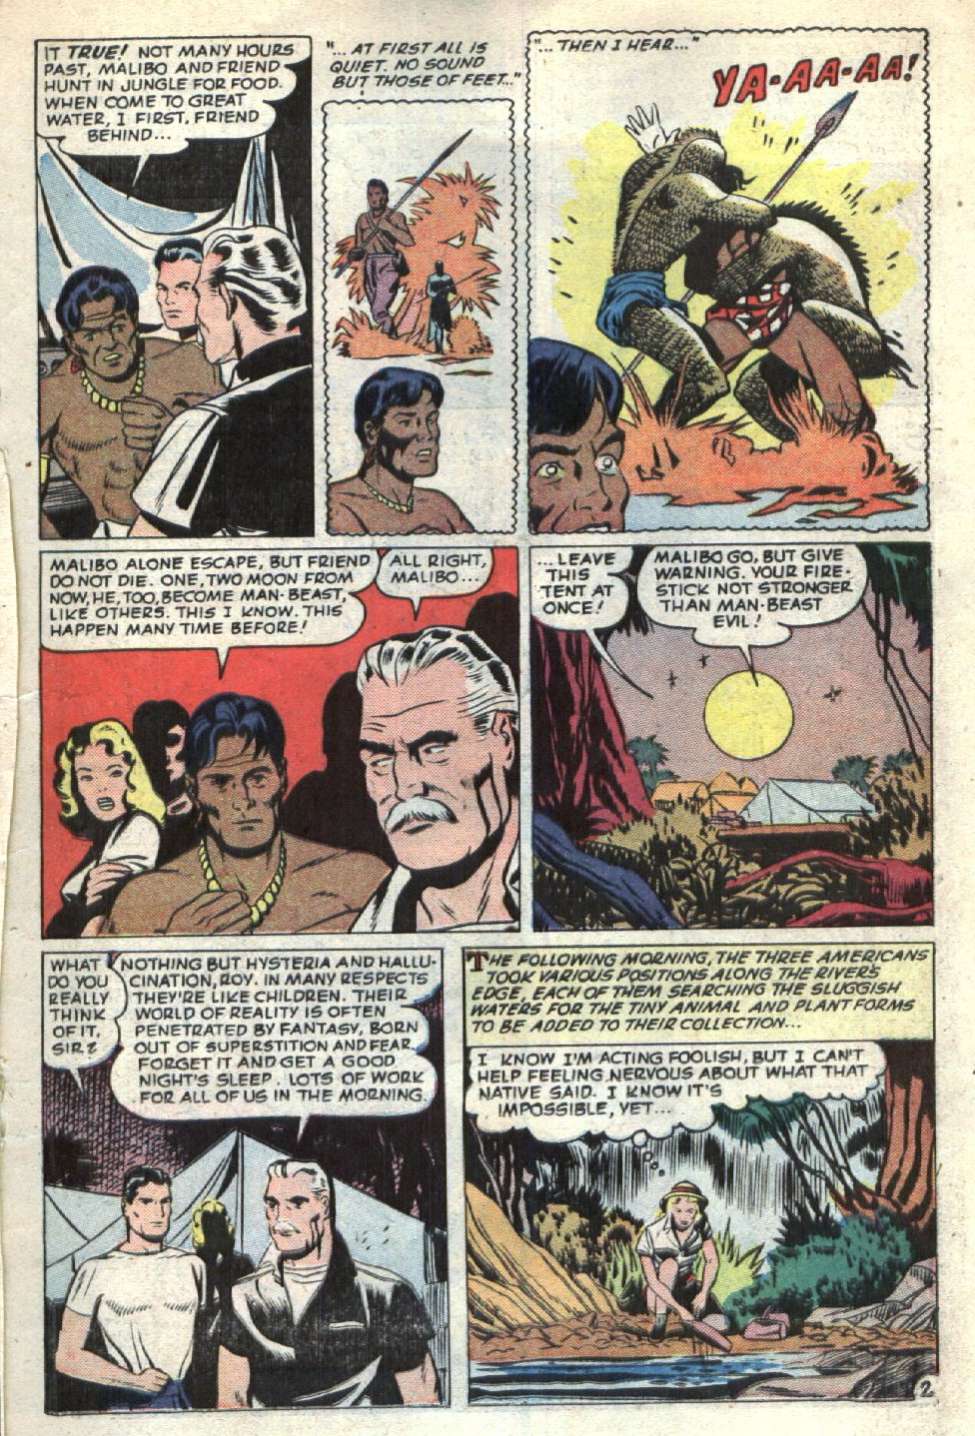 IT TRUE! NOT MANY HOURS
PAST, MALIBO AND FRIEND
HUNT IN JUNGLE FOR FOOD.
WHEN COME TO GREAT
WATER, I FIRST, FRIEND
BEHIND...
"... AT FIRST ALL IS
QUIET. NO SOUND
BUT THOSE OF FEET..."
"... THEN I HEAR..."
YA-AA-AA!
MALIBO ALONE ESCAPE, BUT FRIEND
DO NOT DIE. ONE, TWO MOON FROM
NOW, HE, TOO, BECOME MAN-BEAST,
LIKE OTHERS. THIS I KNOW. THIS
HAPPEN MANY TIME BEFORE!
ALL RIGHT,
MALIBO...
...LEAVE
THIS
TENT AT
ONCE!
MALIBO GO, BUT GIVE
WARNING. YOUR FIRE-
STICK NOT STRONGER
THAN MAN-BEAST
EVIL!
WHAT
DO YOU
REALLY
THINK
OF IT,
SIR?
NOTHING BUT HYSTERIA AND HALLU-
CINATION, ROY. IN MANY RESPECTS
THEY'RE LIKE CHILDREN. THEIR
WORLD OF REALITY IS OFTEN
PENETRATED BY FANTASY, BORN
OUT OF SUPERSTITION AND FEAR.
FORGET IT AND GET A GOOD
NIGHT'S SLEEP. LOTS OF WORK
FOR ALL OF US IN THE MORNING.
THE FOLLOWING MORNING, THE THREE AMERICANS
TOOK VARIOUS POSITIONS ALONG THE RIVER'S
EDGE, EACH OF THEM SEARCHING THE SLUGGISH
WATERS FOR THE TINY ANIMAL AND PLANT FORMS
TO BE ADDED TO THEIR COLLECTION...
I KNOW I'M ACTING FOOLISH, BUT I CAN'T
HELP FEELING NERVOUS ABOUT WHAT THAT
NATIVE SAID. I KNOW IT'S
IMPOSSIBLE, YET...
2